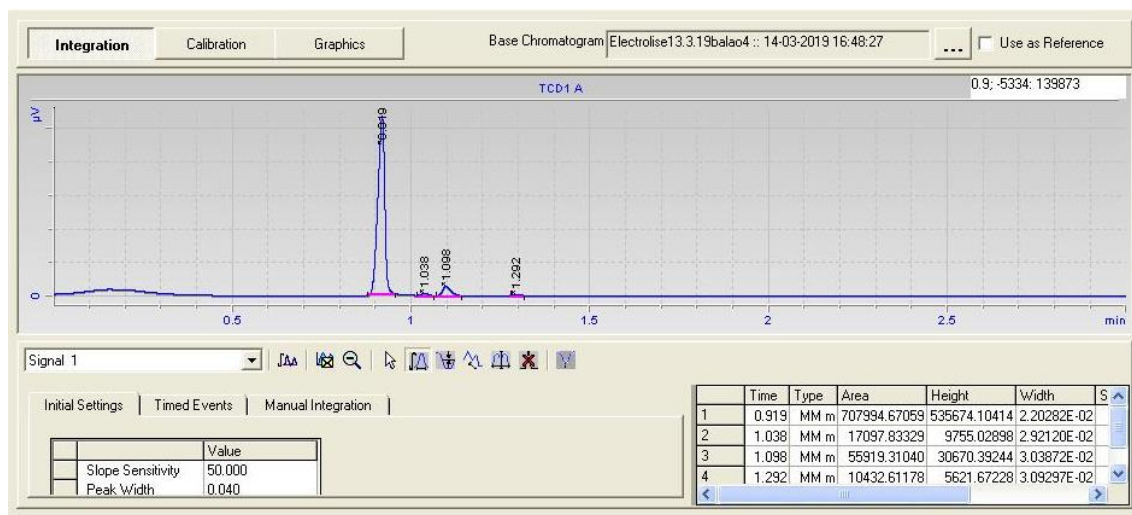 Integration Calibration Graphics Base Chromatogram Electrolise13.3.19balao4 :: 14-03-2019 16:48:27 ... Use as Reference
TCD1 A 0.9; -5334: 139873
µV
0.919
1.038
1.098
1.292
0
0.5 1 1.5 2 2.5 min
Signal 1
Initial Settings Timed Events Manual Integration
Value
Slope Sensitivity 50.000
Peak Width 0.040
Time Type Area Height Width S
1 0.919 MM m 707994.67059 535674.10414 2.20282E-02
2 1.038 MM m 17097.83329 9755.02898 2.92120E-02
3 1.098 MM m 55919.31040 30670.39244 3.03872E-02
4 1.292 MM m 10432.61178 5621.67228 3.09297E-02